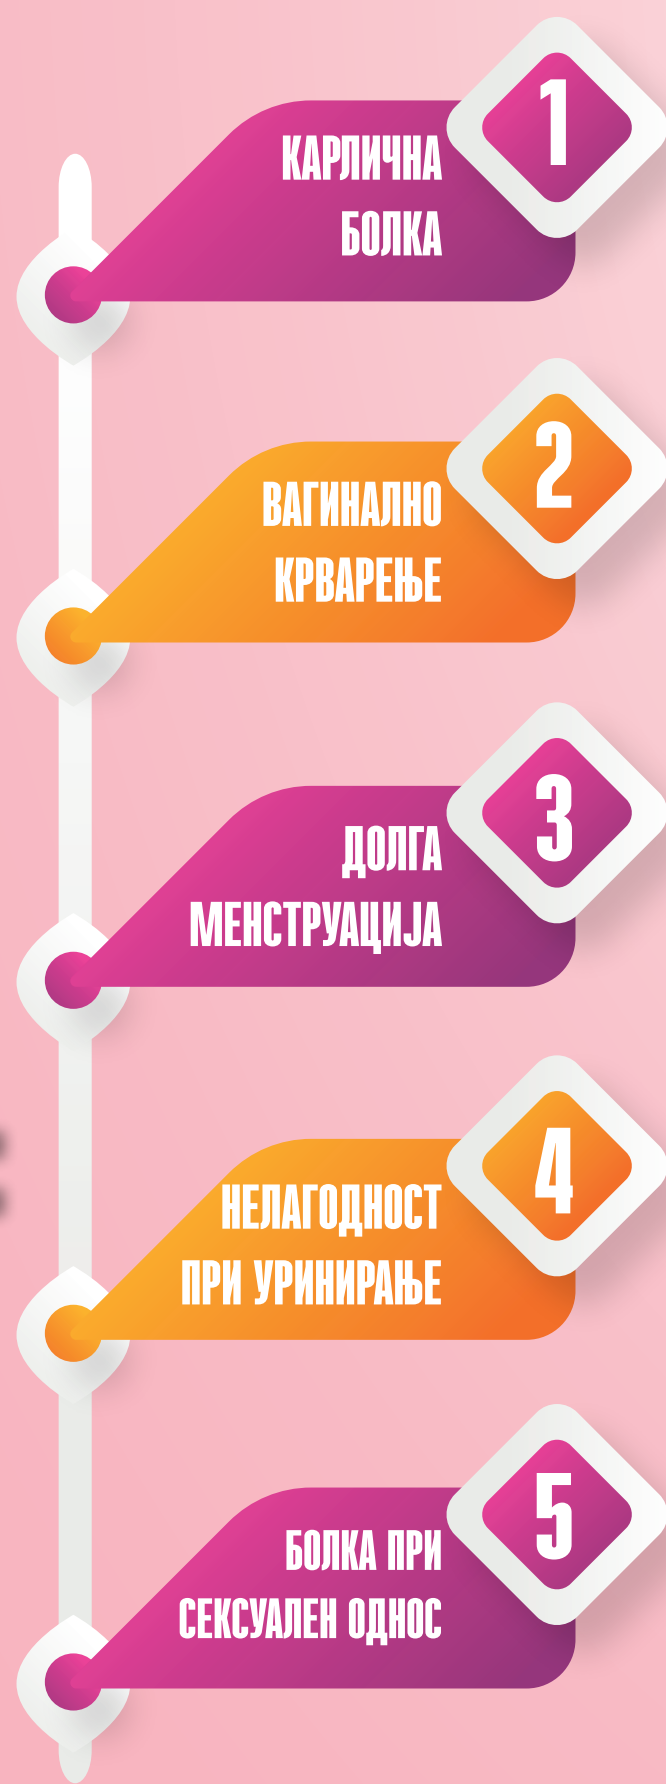 1
КАРЛИЧНА
БОЛКА
2
ВАГИНАЛНО
КРВАРЕЊЕ
3
ДОЛГА
МЕНСТРУАЦИЈА
4
НЕЛАГОДНОСТ
ПРИ УРИНИРАЊЕ
5
БОЛКА ПРИ
СЕКСУАЛЕН ОДНОС